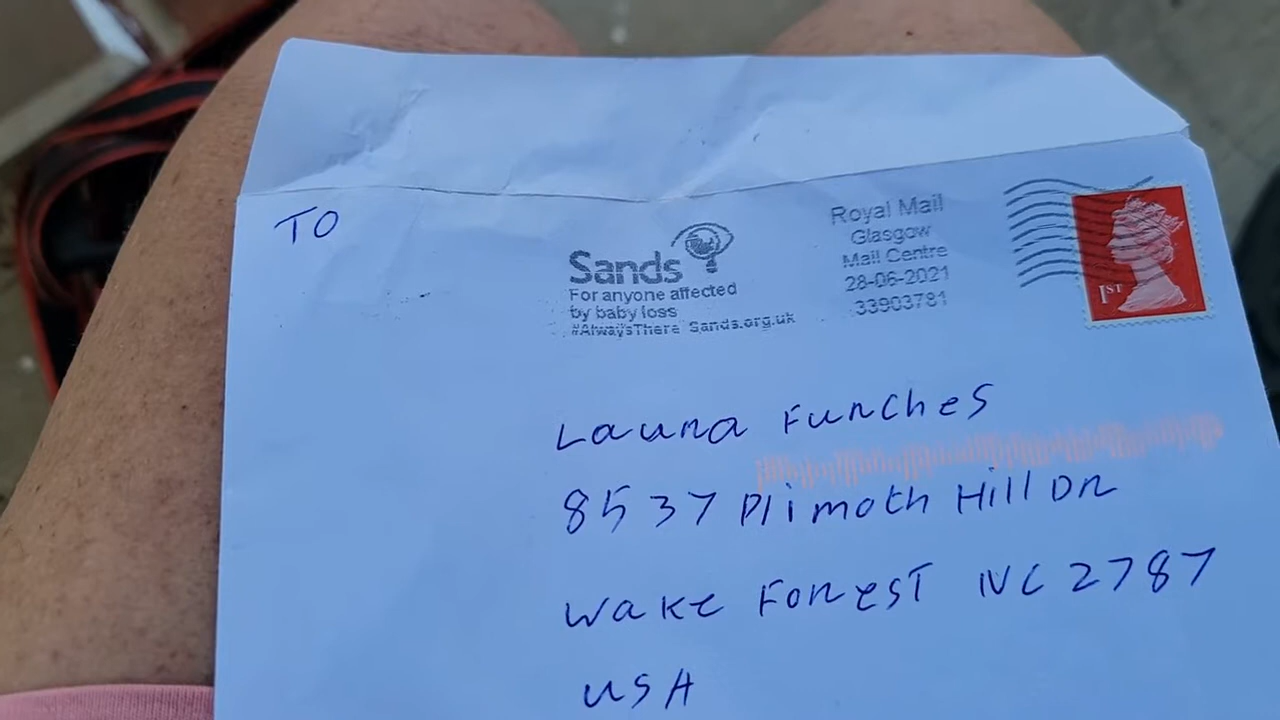 TO
Sands
For anyone affected
by baby loss
#AlwaysThere Sands.org.uk
Royal Mail
Glasgow
Mail Centre
28-06-2021
33903781
1ST
Laura Funches
8537 Plimoth Hill Dr
Wake Forest NC 2787
USA